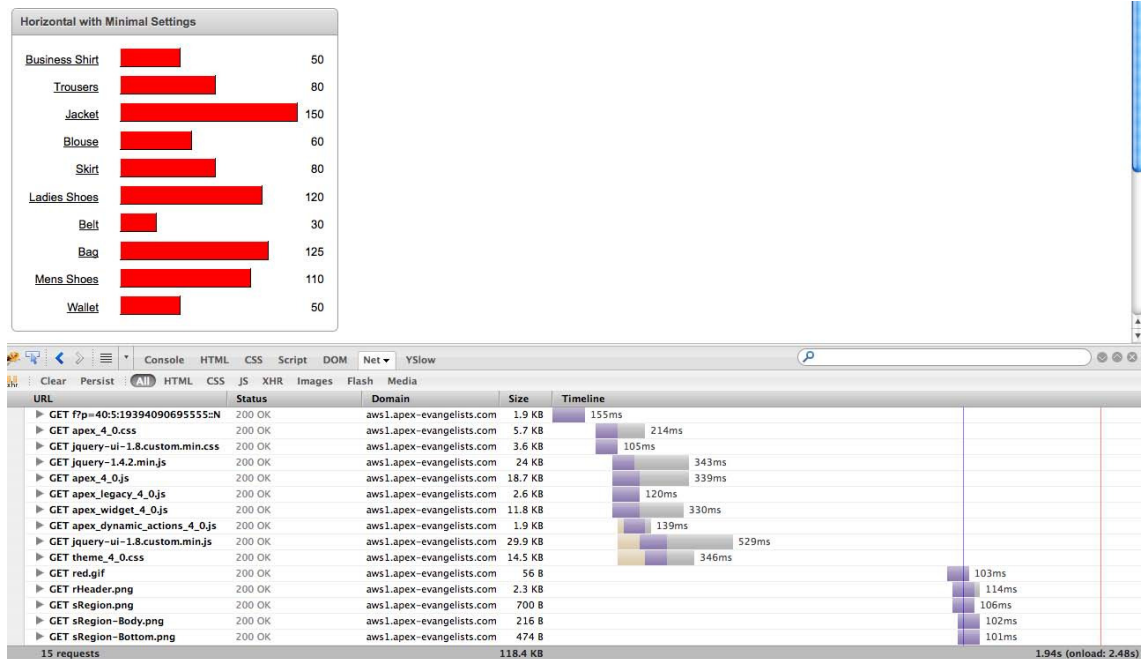 Horizontal with Minimal Settings
Business Shirt 50
Trousers 80
Jacket 150
Blouse 60
Skirt 80
Ladies Shoes 120
Belt 30
Bag 125
Mens Shoes 110
Wallet 50
Console HTML CSS Script DOM Net YSlow
Clear Persist All HTML CSS JS XHR Images Flash Media
URL Status Domain Size Timeline
GET f?p=40:5:19394090695555::N 200 OK aws1.apex-evangelists.com 1.9 KB 155ms
GET apex_4_0.css 200 OK aws1.apex-evangelists.com 5.7 KB 214ms
GET jquery-ui-1.8.custom.min.css 200 OK aws1.apex-evangelists.com 3.6 KB 105ms
GET jquery-1.4.2.min.js 200 OK aws1.apex-evangelists.com 24 KB 343ms
GET apex_4_0.js 200 OK aws1.apex-evangelists.com 18.7 KB 339ms
GET apex_legacy_4_0.js 200 OK aws1.apex-evangelists.com 2.6 KB 120ms
GET apex_widget_4_0.js 200 OK aws1.apex-evangelists.com 11.8 KB 330ms
GET apex_dynamic_actions_4_0.js 200 OK aws1.apex-evangelists.com 1.9 KB 139ms
GET jquery-ui-1.8.custom.min.js 200 OK aws1.apex-evangelists.com 29.9 KB 529ms
GET theme_4_0.css 200 OK aws1.apex-evangelists.com 14.5 KB 346ms
GET red.gif 200 OK aws1.apex-evangelists.com 56 B 103ms
GET rHeader.png 200 OK aws1.apex-evangelists.com 2.3 KB 114ms
GET sRegion.png 200 OK aws1.apex-evangelists.com 700 B 106ms
GET sRegion-Body.png 200 OK aws1.apex-evangelists.com 216 B 102ms
GET sRegion-Bottom.png 200 OK aws1.apex-evangelists.com 474 B 101ms
15 requests 118.4 KB 1.94s (onload: 2.48s)